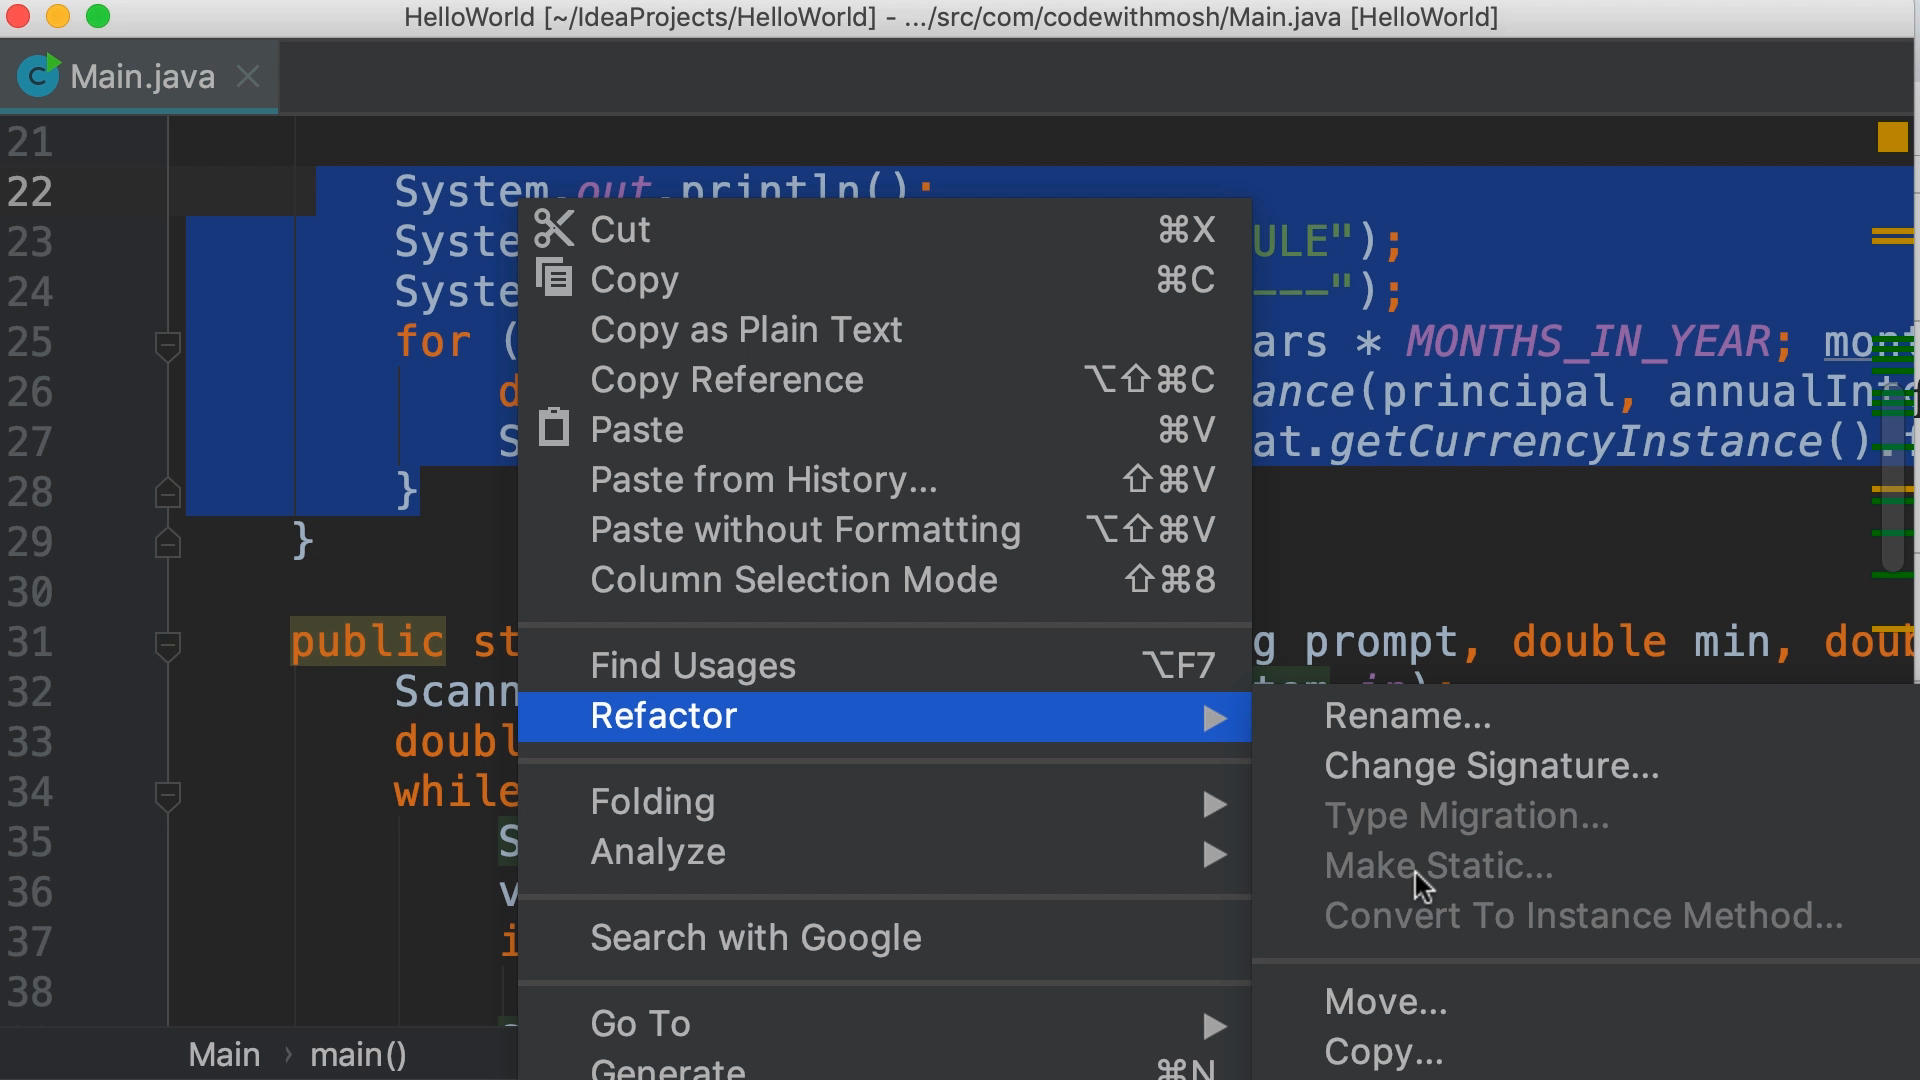 HelloWorld [~/IdeaProjects/HelloWorld] - .../src/com/codewithmosh/Main.java [HelloWorld]
Main.java
21
22 System.out.println();
23 Syste ULE");
24 Syste ---");
25 for ( ars * MONTHS_IN_YEAR; mont
26 d ance(principal, annualInte
27 S at.getCurrencyInstance().f
28 }
29 }
30
31 public st g prompt, double min, doub
32 Scann
33 doubl
34 while
35 S
36 v
37 i
38
Cut ⌘X
Copy ⌘C
Copy as Plain Text
Copy Reference ⌥⇧⌘C
Paste ⌘V
Paste from History... ⇧⌘V
Paste without Formatting ⌥⇧⌘V
Column Selection Mode ⇧⌘8
Find Usages ⌥F7
Refactor
Folding
Analyze
Search with Google
Go To
Generate ⌘N
Rename...
Change Signature...
Type Migration...
Make Static...
Convert To Instance Method...
Move...
Copy...
Main › main()